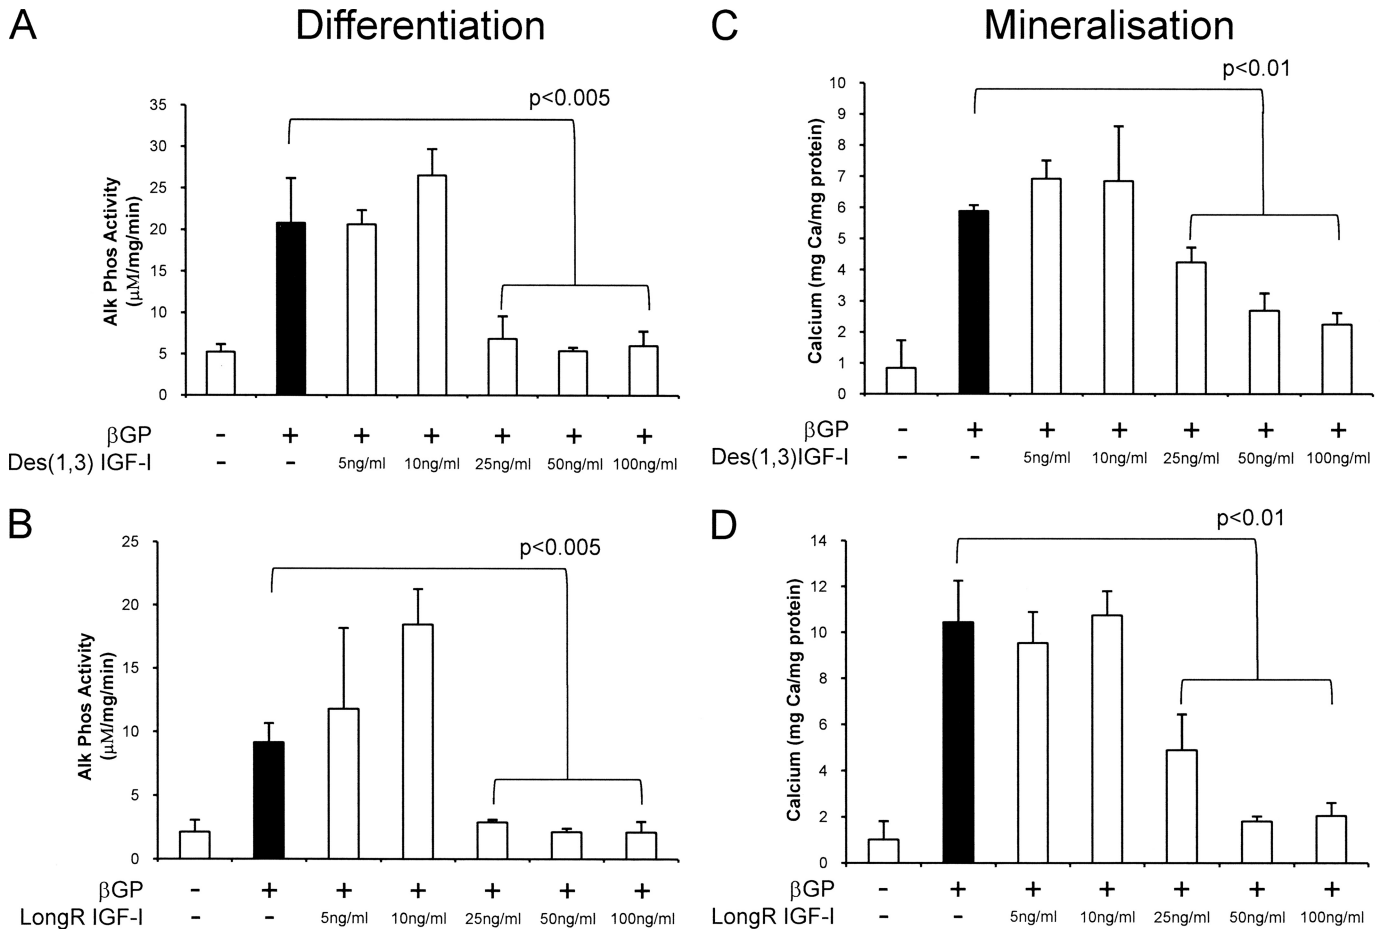 A
Differentiation
p<0.005
Alk Phos Activity
(μM/mg/min)
35
30
25
20
15
10
5
0
βGP - + + + + + +
Des(1,3) IGF-I - - 5ng/ml 10ng/ml 25ng/ml 50ng/ml 100ng/ml
C
Mineralisation
p<0.01
Calcium (mg Ca/mg protein)
10
9
8
7
6
5
4
3
2
1
0
βGP - + + + + + +
Des(1,3)IGF-I - - 5ng/ml 10ng/ml 25ng/ml 50ng/ml 100ng/ml
B
p<0.005
Alk Phos Activity
(μM/mg/min)
25
20
15
10
5
0
βGP - + + + + + +
LongR IGF-I - - 5ng/ml 10ng/ml 25ng/ml 50ng/ml 100ng/ml
D
p<0.01
Calcium (mg Ca/mg protein)
14
12
10
8
6
4
2
0
βGP - + + + + + +
LongR IGF-I - - 5ng/ml 10ng/ml 25ng/ml 50ng/ml 100ng/ml